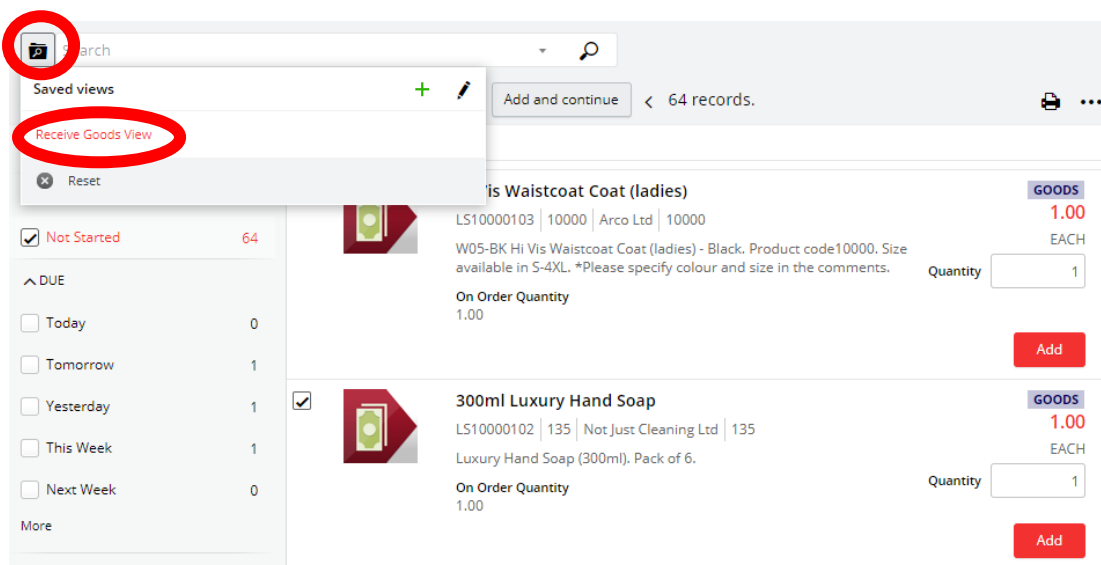 Search
Saved views
Receive Goods View
Reset
Add and continue
64 records.
Not Started 64
DUE
Today 0
Tomorrow 1
Yesterday 1
This Week 1
Next Week 0
More
Vis Waistcoat Coat (ladies)
GOODS
LS10000103 10000 Arco Ltd 10000
1.00
EACH
W05-BK Hi Vis Waistcoat Coat (ladies) - Black. Product code10000. Size
available in S-4XL. *Please specify colour and size in the comments.
Quantity 1
On Order Quantity
1.00
Add
300ml Luxury Hand Soap
GOODS
LS10000102 135 Not Just Cleaning Ltd 135
1.00
EACH
Luxury Hand Soap (300ml). Pack of 6.
Quantity 1
On Order Quantity
1.00
Add